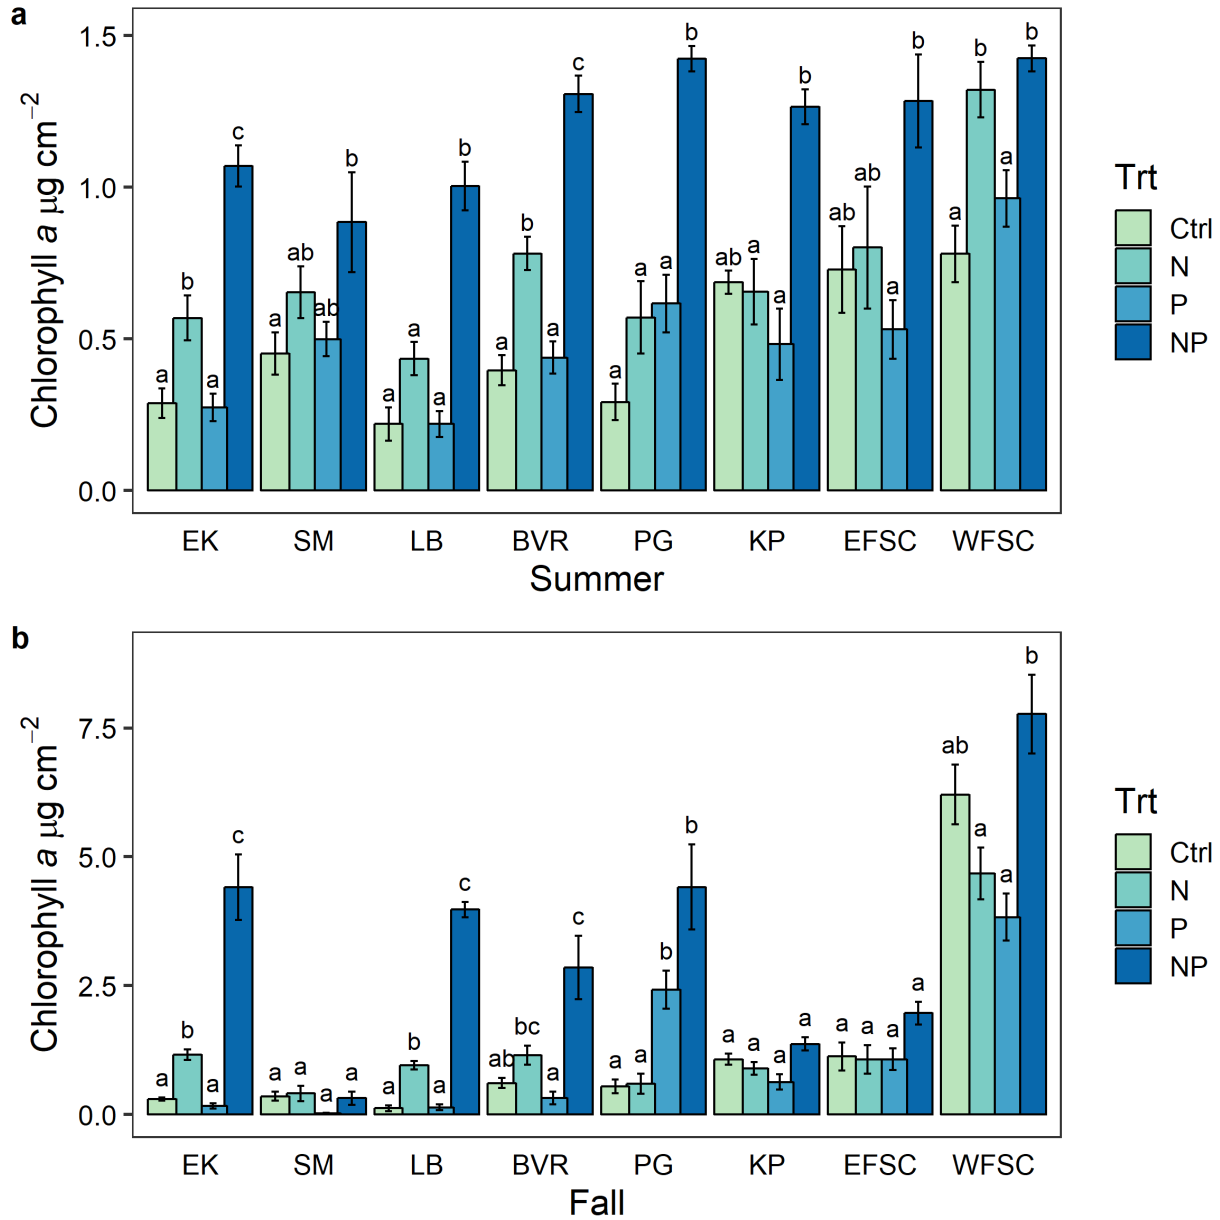 a
Chlorophyll a µg cm−2
1.5
1.0
0.5
0.0
a b a c
a ab ab b
a a a b
a b a c
a a a b
ab a a b
ab ab a b
a b a b
EK SM LB BVR PG KP EFSC WFSC
Summer
Trt
Ctrl
N
P
NP
b
Chlorophyll a µg cm−2
7.5
5.0
2.5
0.0
a b a c
a a a a
a b a c
ab bc a c
a a b b
a a a a
a a a a
ab a a b
EK SM LB BVR PG KP EFSC WFSC
Fall
Trt
Ctrl
N
P
NP